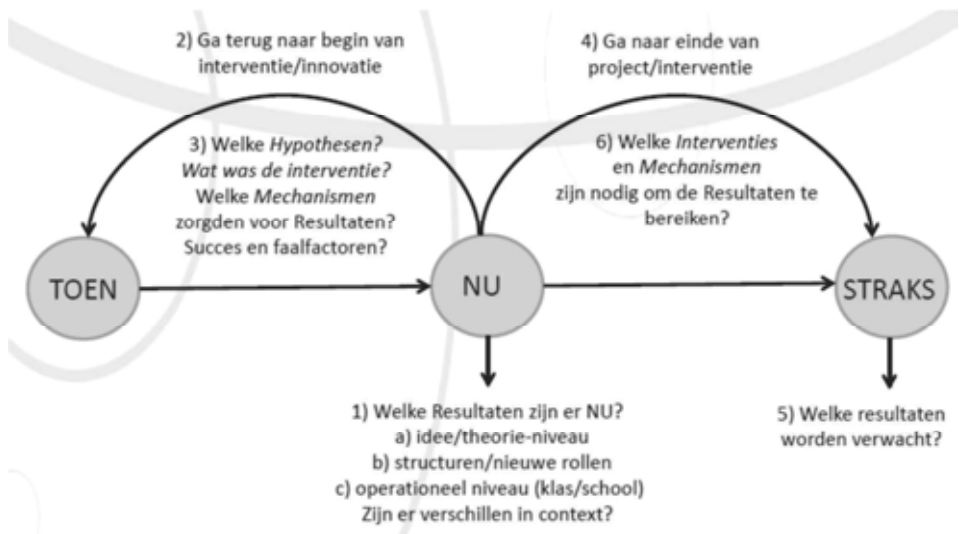 2) Ga terug naar begin van
interventie/innovatie
4) Ga naar einde van
project/interventie
3) Welke Hypothesen?
Wat was de interventie?
Welke Mechanismen
zorgden voor Resultaten?
Succes en faalfactoren?
6) Welke Interventies
en Mechanismen
zijn nodig om de Resultaten te
bereiken?
TOEN
NU
STRAKS
1) Welke Resultaten zijn er NU?
a) idee/theorie-niveau
b) structuren/nieuwe rollen
c) operationeel niveau (klas/school)
Zijn er verschillen in context?
5) Welke resultaten
worden verwacht?